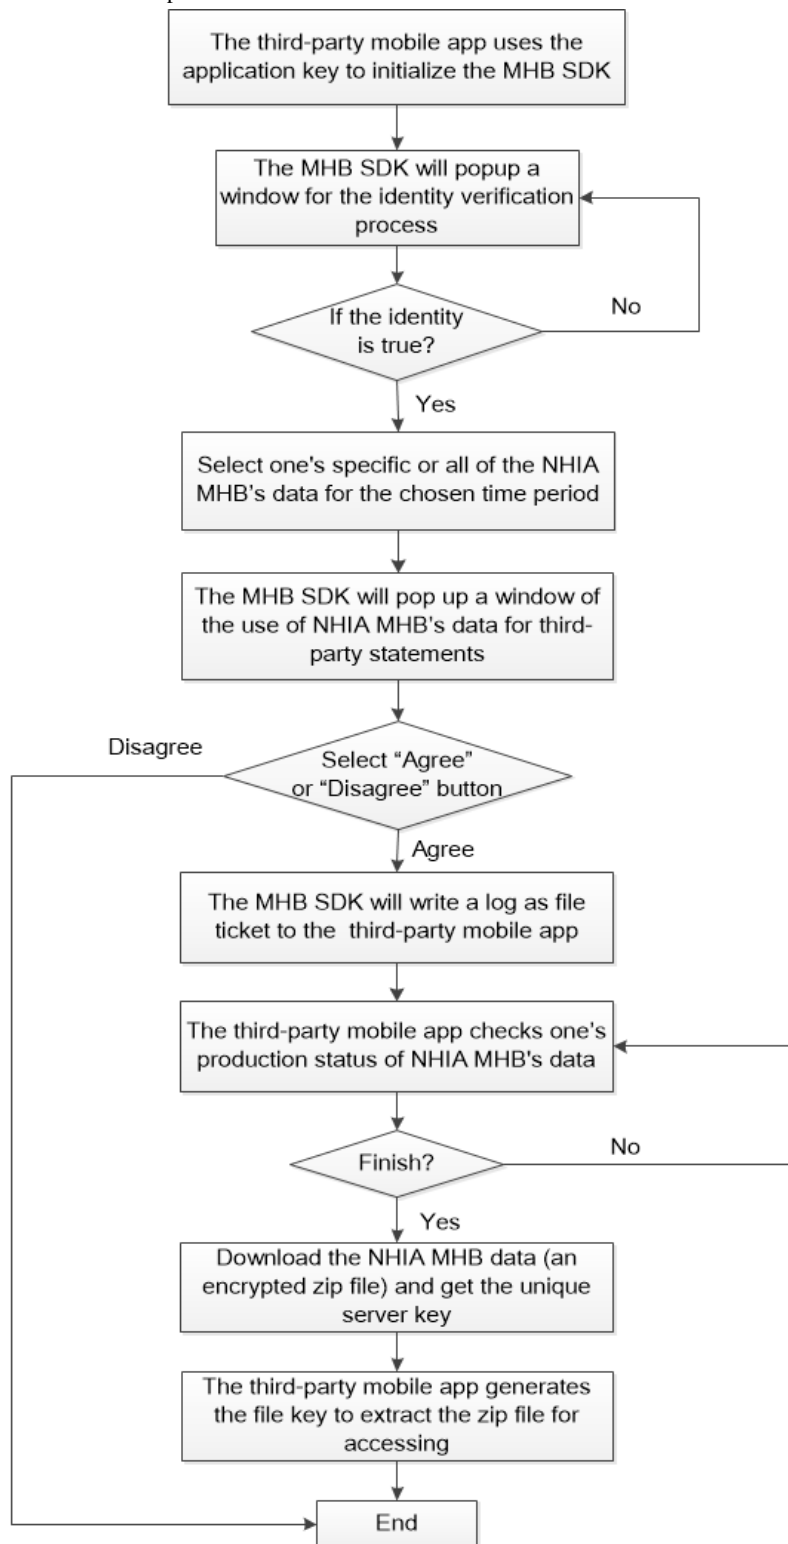 The third-party mobile app uses the
application key to initialize the MHB SDK
The MHB SDK will popup a
window for the identity verification
process
No
If the identity
is true?
Yes
Select one's specific or all of the NHIA
MHB's data for the chosen time period
The MHB SDK will pop up a window of
the use of NHIA MHB's data for third-
party statements
Disagree
Select “Agree”
or “Disagree” button
Agree
The MHB SDK will write a log as file
ticket to the third-party mobile app
The third-party mobile app checks one's
production status of NHIA MHB's data
No
Finish?
Yes
Download the NHIA MHB data (an
encrypted zip file) and get the unique
server key
The third-party mobile app generates
the file key to extract the zip file for
accessing
End